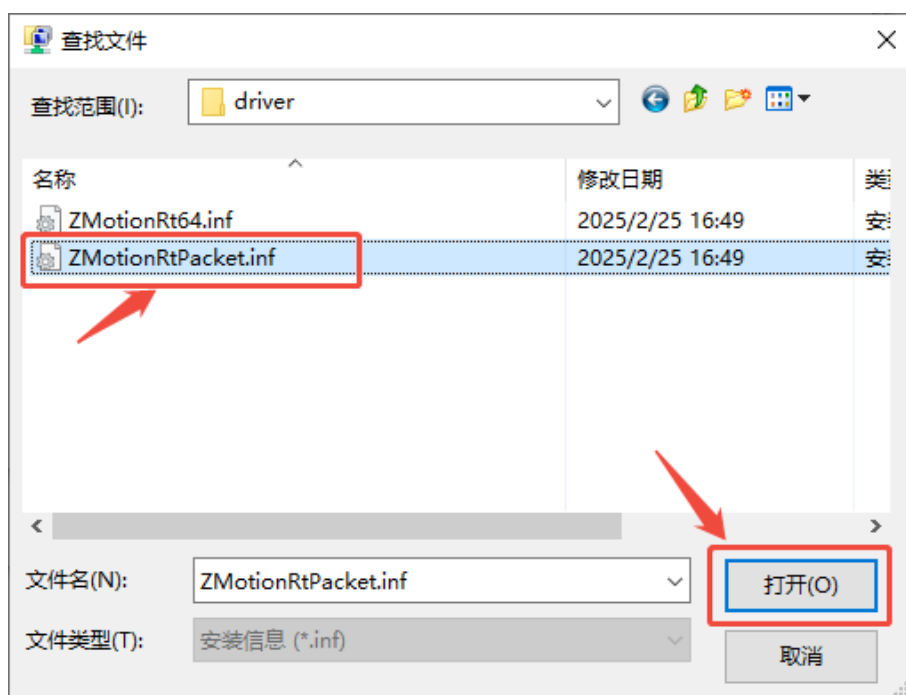 查找文件
查找范围(I): driver
名称 修改日期
ZMotionRt64.inf 2025/2/25 16:49 安
ZMotionRtPacket.inf 2025/2/25 16:49 安
文件名(N): ZMotionRtPacket.inf 打开(O)
文件类型(T): 安装信息 (*.inf) 取消